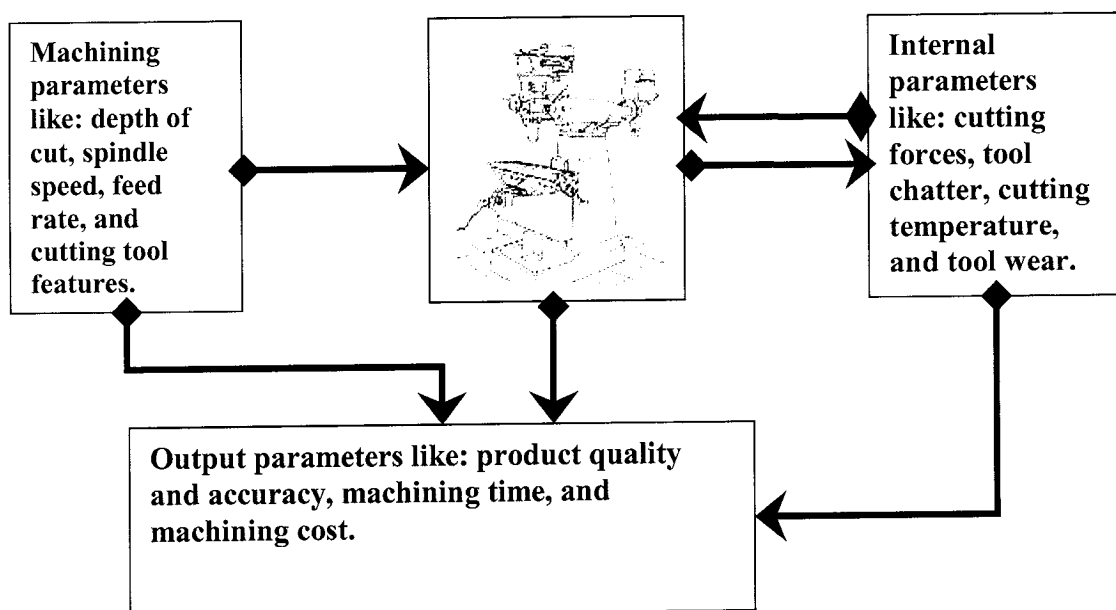 Machining
parameters
like: depth of
cut, spindle
speed, feed
rate, and
cutting tool
features.
Internal
parameters
like: cutting
forces, tool
chatter, cutting
temperature,
and tool wear.
Output parameters like: product quality
and accuracy, machining time, and
machining cost.